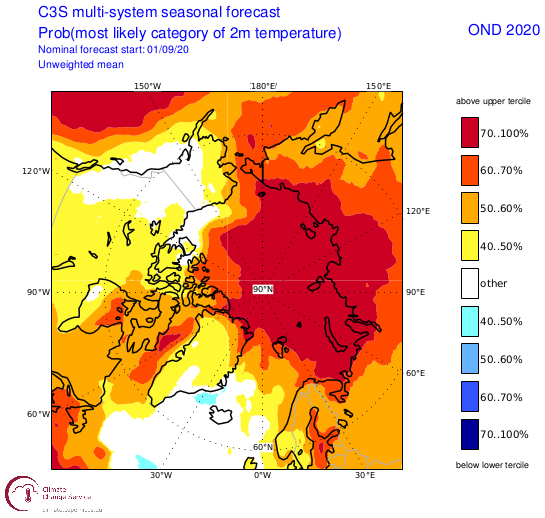 C3S multi-system seasonal forecast
Prob(most likely category of 2m temperature)
OND 2020
Nominal forecast start: 01/09/20
Unweighted mean
150°W 180°E 150°E
above upper tercile
70..100%
60..70%
120°W
50..60%
120°E
40..50%
other
90°W 90°N 90°E
40..50%
50..60%
60°E
60..70%
60°W
70..100%
60°N
below lower tercile
30°W 0°W 30°E
Climate
Change Service